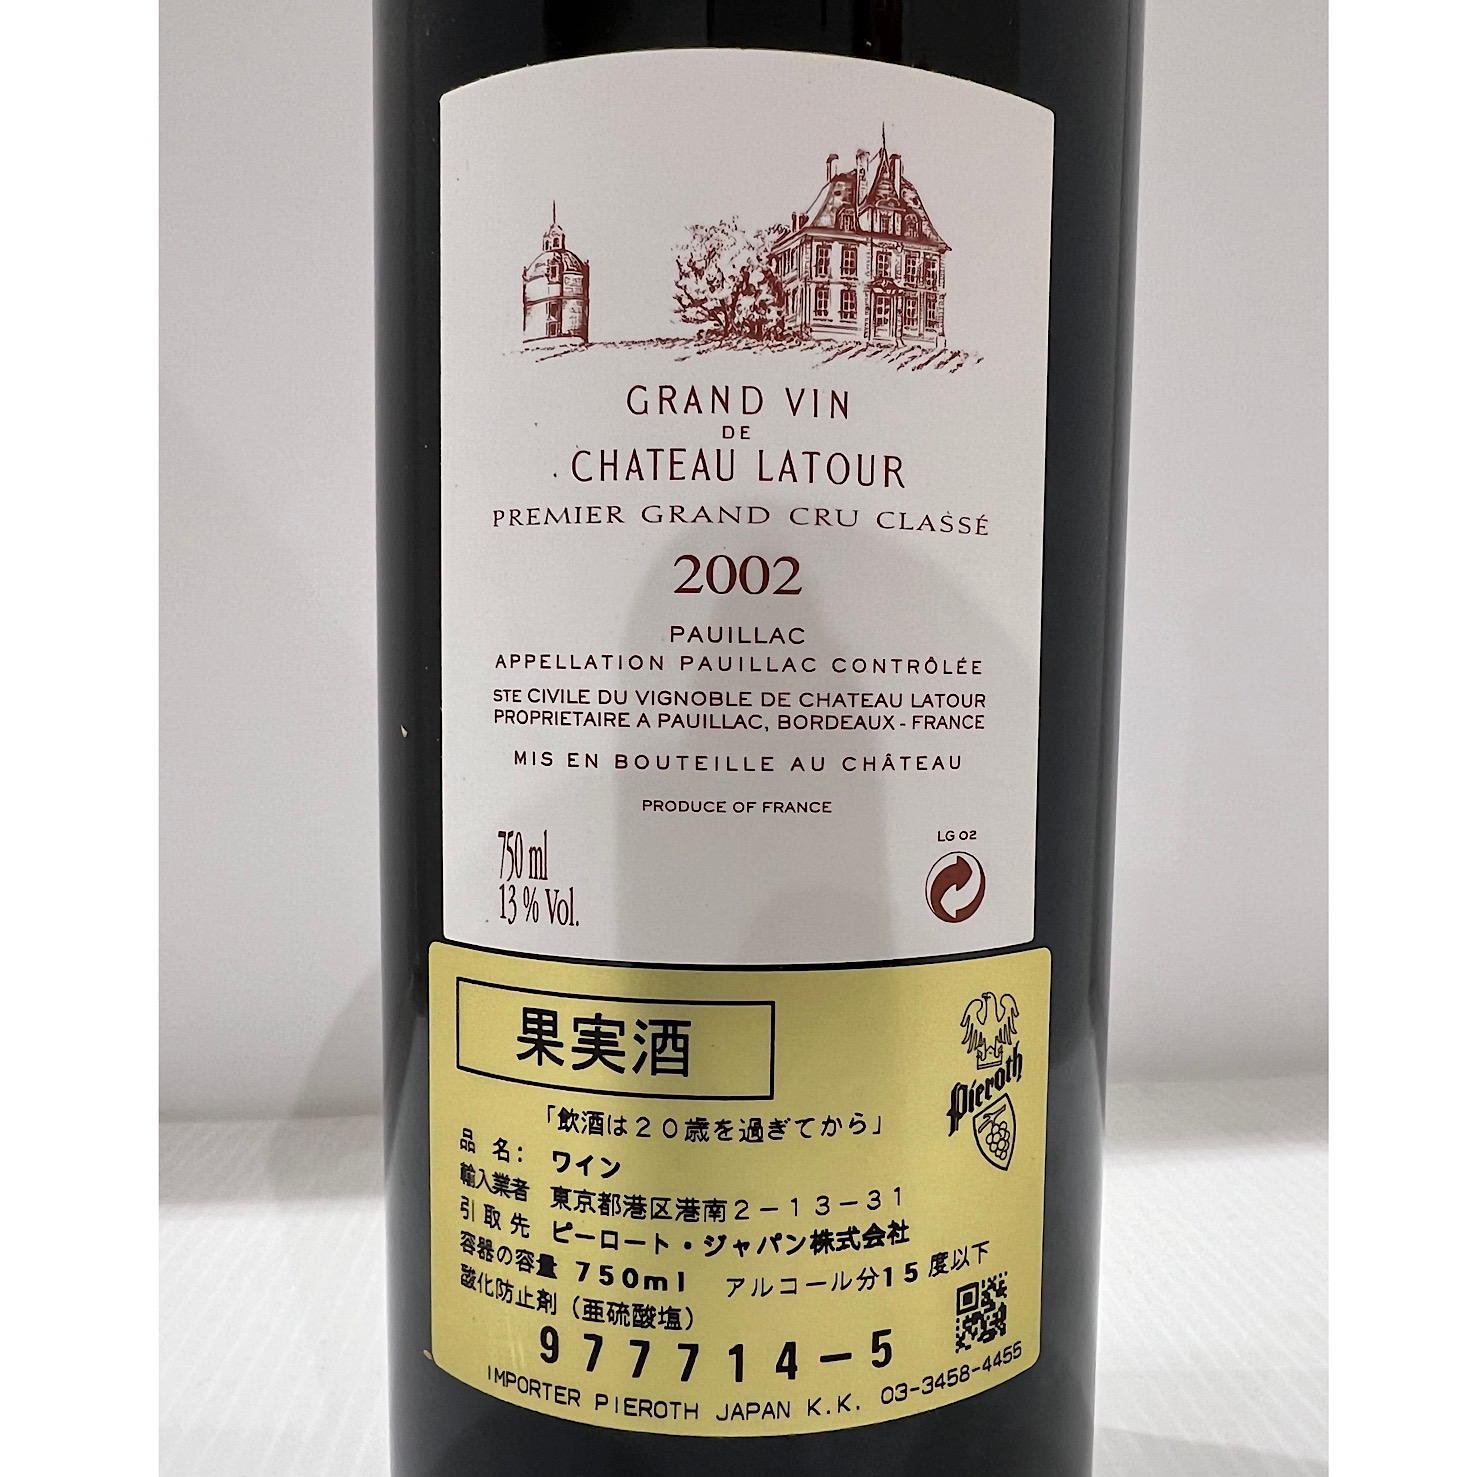 GRAND VIN
DE
CHATEAU LATOUR
PREMIER GRAND CRU CLASSÉ
2002
PAUILLAC
APPELLATION PAUILLAC CONTRÔLÉE
STE CIVILE DU VIGNOBLE DE CHATEAU LATOUR
PROPRIETAIRE A PAUILLAC, BORDEAUX - FRANCE
MIS EN BOUTEILLE AU CHÂTEAU
PRODUCE OF FRANCE
750 ml
13 % Vol.
LG 02
果実酒
Pieroth
「飲酒は20歳を過ぎてから」
品名: ワイン
輸入業者 東京都港区港南2-13-31
引取先 ピーロート・ジャパン株式会社
容器の容量 750ml アルコール分15度以下
酸化防止剤(亜硫酸塩)
977714-5
IMPORTER PIEROTH JAPAN K.K. 03-3458-4455